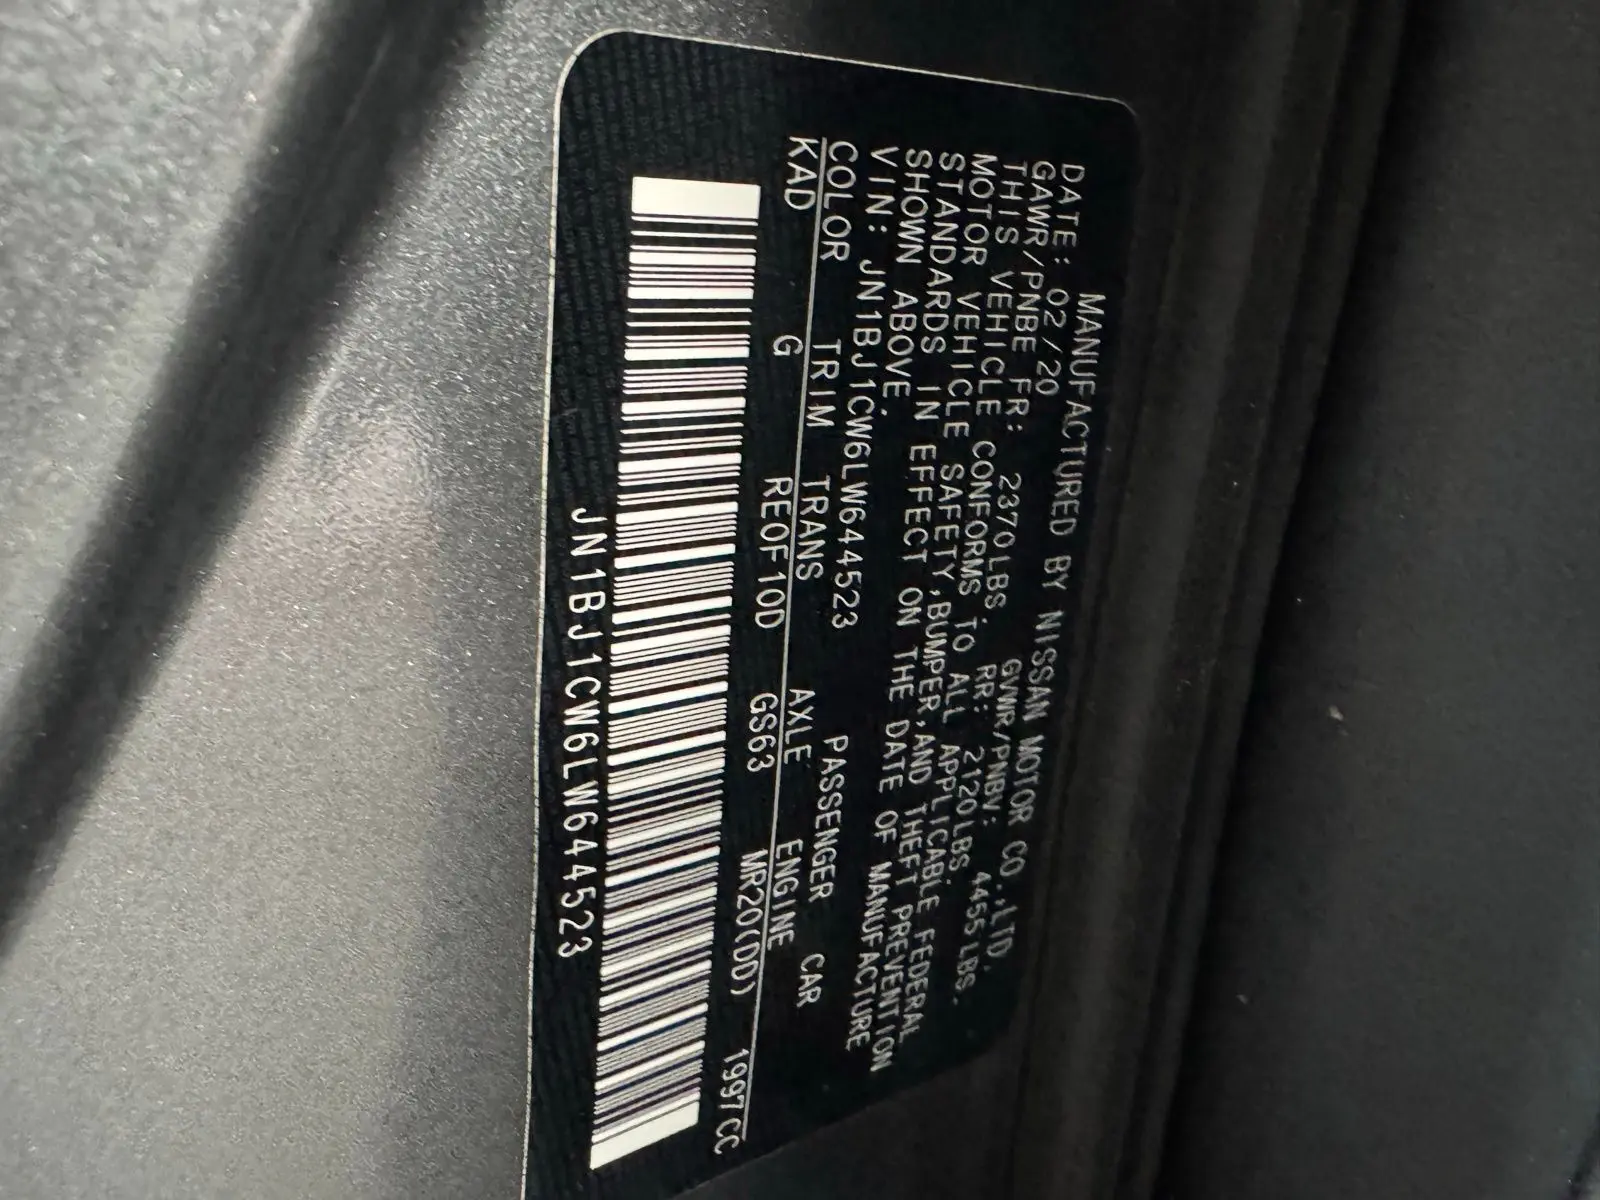 MANUFACTURED BY NISSAN MOTOR CO.,LTD.
DATE: 02/20 GVWR/PNBV: 4455LBS.
GAWR/PNBE FR: 2370LBS. RR: 2120LBS.
THIS VEHICLE CONFORMS TO ALL APPLICABLE FEDERAL
MOTOR VEHICLE SAFETY,BUMPER,AND THEFT PREVENTION
STANDARDS IN EFFECT ON THE DATE OF MANUFACTURE
SHOWN ABOVE.
VIN: JN1BJ1CW6LW644523 PASSENGER CAR
COLOR TRIM TRANS AXLE ENGINE
KAD G RE0F10D GS63 MR20(DD) 1997CC
JN1BJ1CW6LW644523